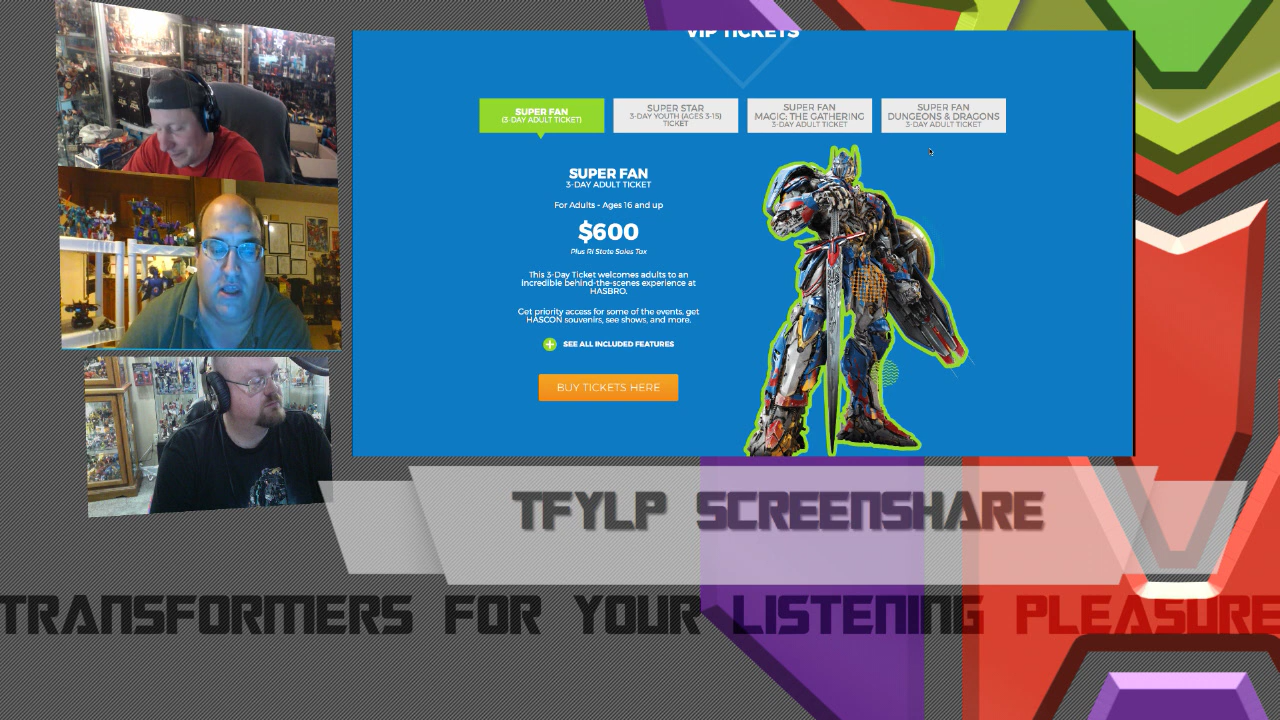 VIP TICKETS
SUPER FAN
(3-DAY ADULT TICKET)
SUPER STAR
3-DAY YOUTH (AGES 3-15)
TICKET
SUPER FAN
MAGIC: THE GATHERING
3-DAY ADULT TICKET
SUPER FAN
DUNGEONS & DRAGONS
3-DAY ADULT TICKET
SUPER FAN
3-DAY ADULT TICKET
For Adults - Ages 16 and up
$600
Plus RI State Sales Tax
This 3-Day Ticket welcomes adults to an
incredible behind-the-scenes experience at
HASBRO.
Get priority access for some of the events, get
HASCON souvenirs, see shows, and more.
SEE ALL INCLUDED FEATURES
BUY TICKETS HERE
TFYLP SCREENSHARE
TRANSFORMERS FOR YOUR LISTENING PLEASURE